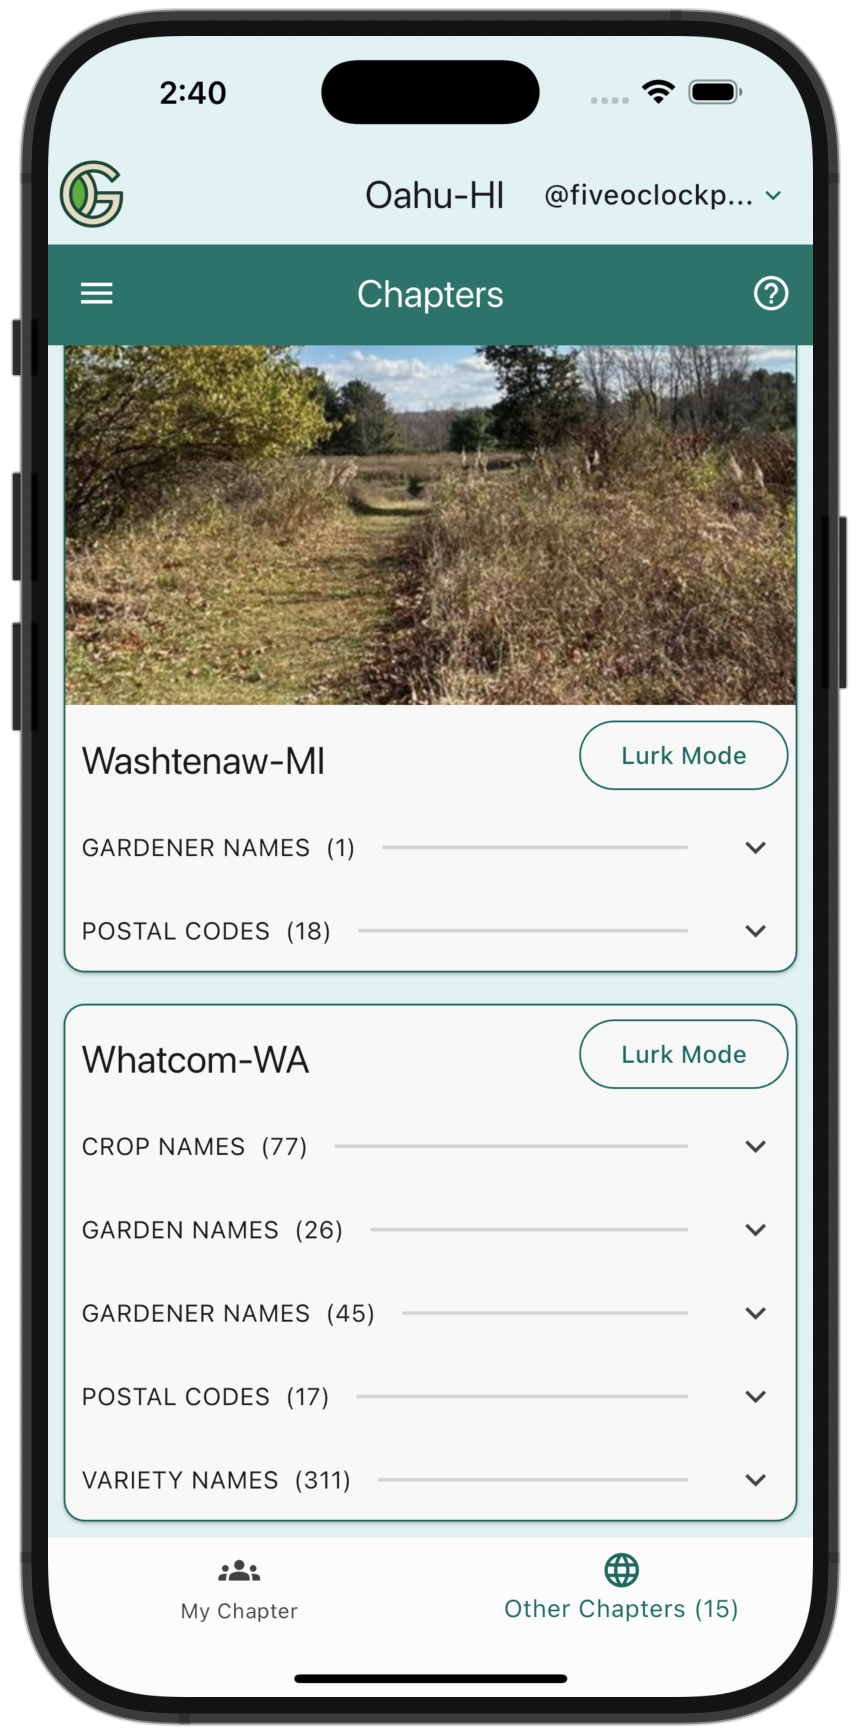 2:40
Oahu-HI @fiveoclockp...
Chapters
Washtenaw-MI
Lurk Mode
GARDENER NAMES (1)
POSTAL CODES (18)
Whatcom-WA
Lurk Mode
CROP NAMES (77)
GARDEN NAMES (26)
GARDENER NAMES (45)
POSTAL CODES (17)
VARIETY NAMES (311)
My Chapter
Other Chapters (15)